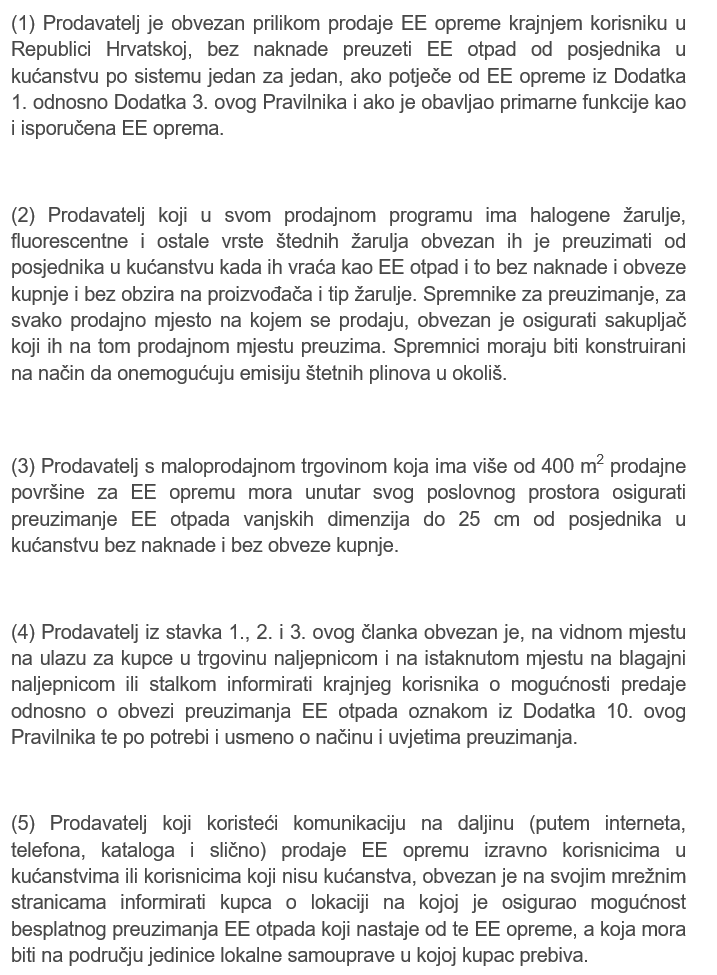 (1) Prodavatelj je obvezan prilikom prodaje EE opreme krajnjem korisniku u
Republici Hrvatskoj, bez naknade preuzeti EE otpad od posjednika u
kućanstvu po sistemu jedan za jedan, ako potječe od EE opreme iz Dodatka
1. odnosno Dodatka 3. ovog Pravilnika i ako je obavljao primarne funkcije kao
i isporučena EE oprema.
(2) Prodavatelj koji u svom prodajnom programu ima halogene žarulje,
fluorescentne i ostale vrste štednih žarulja obvezan ih je preuzimati od
posjednika u kućanstvu kada ih vraća kao EE otpad i to bez naknade i obveze
kupnje i bez obzira na proizvođača i tip žarulje. Spremnike za preuzimanje, za
svako prodajno mjesto na kojem se prodaju, obvezan je osigurati sakupljač
koji ih na tom prodajnom mjestu preuzima. Spremnici moraju biti konstruirani
na način da onemogućuju emisiju štetnih plinova u okoliš.
(3) Prodavatelj s maloprodajnom trgovinom koja ima više od 400 m² prodajne
površine za EE opremu mora unutar svog poslovnog prostora osigurati
preuzimanje EE otpada vanjskih dimenzija do 25 cm od posjednika u
kućanstvu bez naknade i bez obveze kupnje.
(4) Prodavatelj iz stavka 1., 2. i 3. ovog članka obvezan je, na vidnom mjestu
na ulazu za kupce u trgovinu naljepnicom i na istaknutom mjestu na blagajni
naljepnicom ili stalkom informirati krajnjeg korisnika o mogućnosti predaje
odnosno o obvezi preuzimanja EE otpada oznakom iz Dodatka 10. ovog
Pravilnika te po potrebi i usmeno o načinu i uvjetima preuzimanja.
(5) Prodavatelj koji koristeći komunikaciju na daljinu (putem interneta,
telefona, kataloga i slično) prodaje EE opremu izravno korisnicima u
kućanstvima ili korisnicima koji nisu kućanstva, obvezan je na svojim mrežnim
stranicama informirati kupca o lokaciji na kojoj je osigurao mogućnost
besplatnog preuzimanja EE otpada koji nastaje od te EE opreme, a koja mora
biti na području jedinice lokalne samouprave u kojoj kupac prebiva.